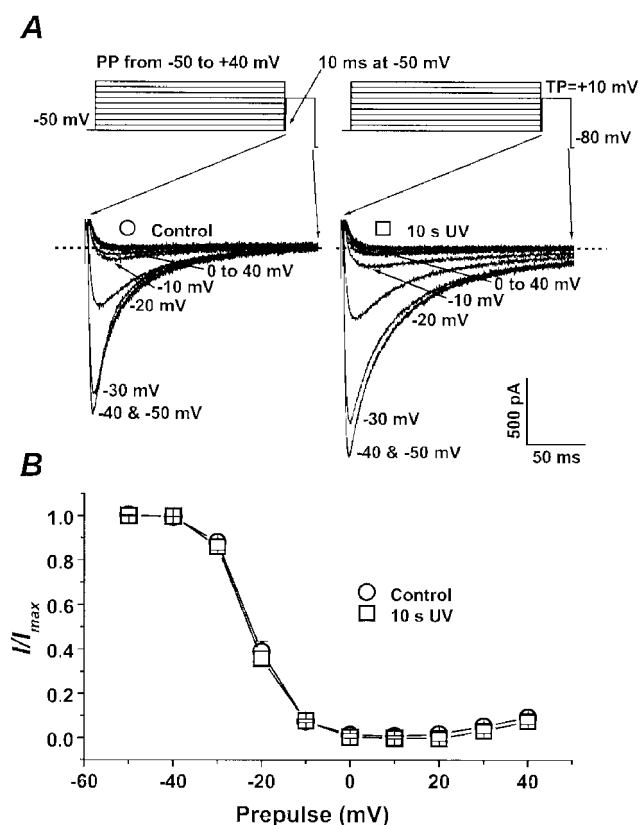 A
PP from -50 to +40 mV
10 ms at -50 mV
TP=+10 mV
-50 mV
-80 mV
Control
10 s UV
0 to 40 mV
-10 mV
-20 mV
-30 mV
-40 & -50 mV
0 to 40 mV
-10 mV
-20 mV
-30 mV
-40 & -50 mV
500 pA
50 ms
B
1.0
0.8
0.6
0.4
0.2
0.0
I/Imax
Control
10 s UV
-60 -40 -20 0 20 40
Prepulse (mV)